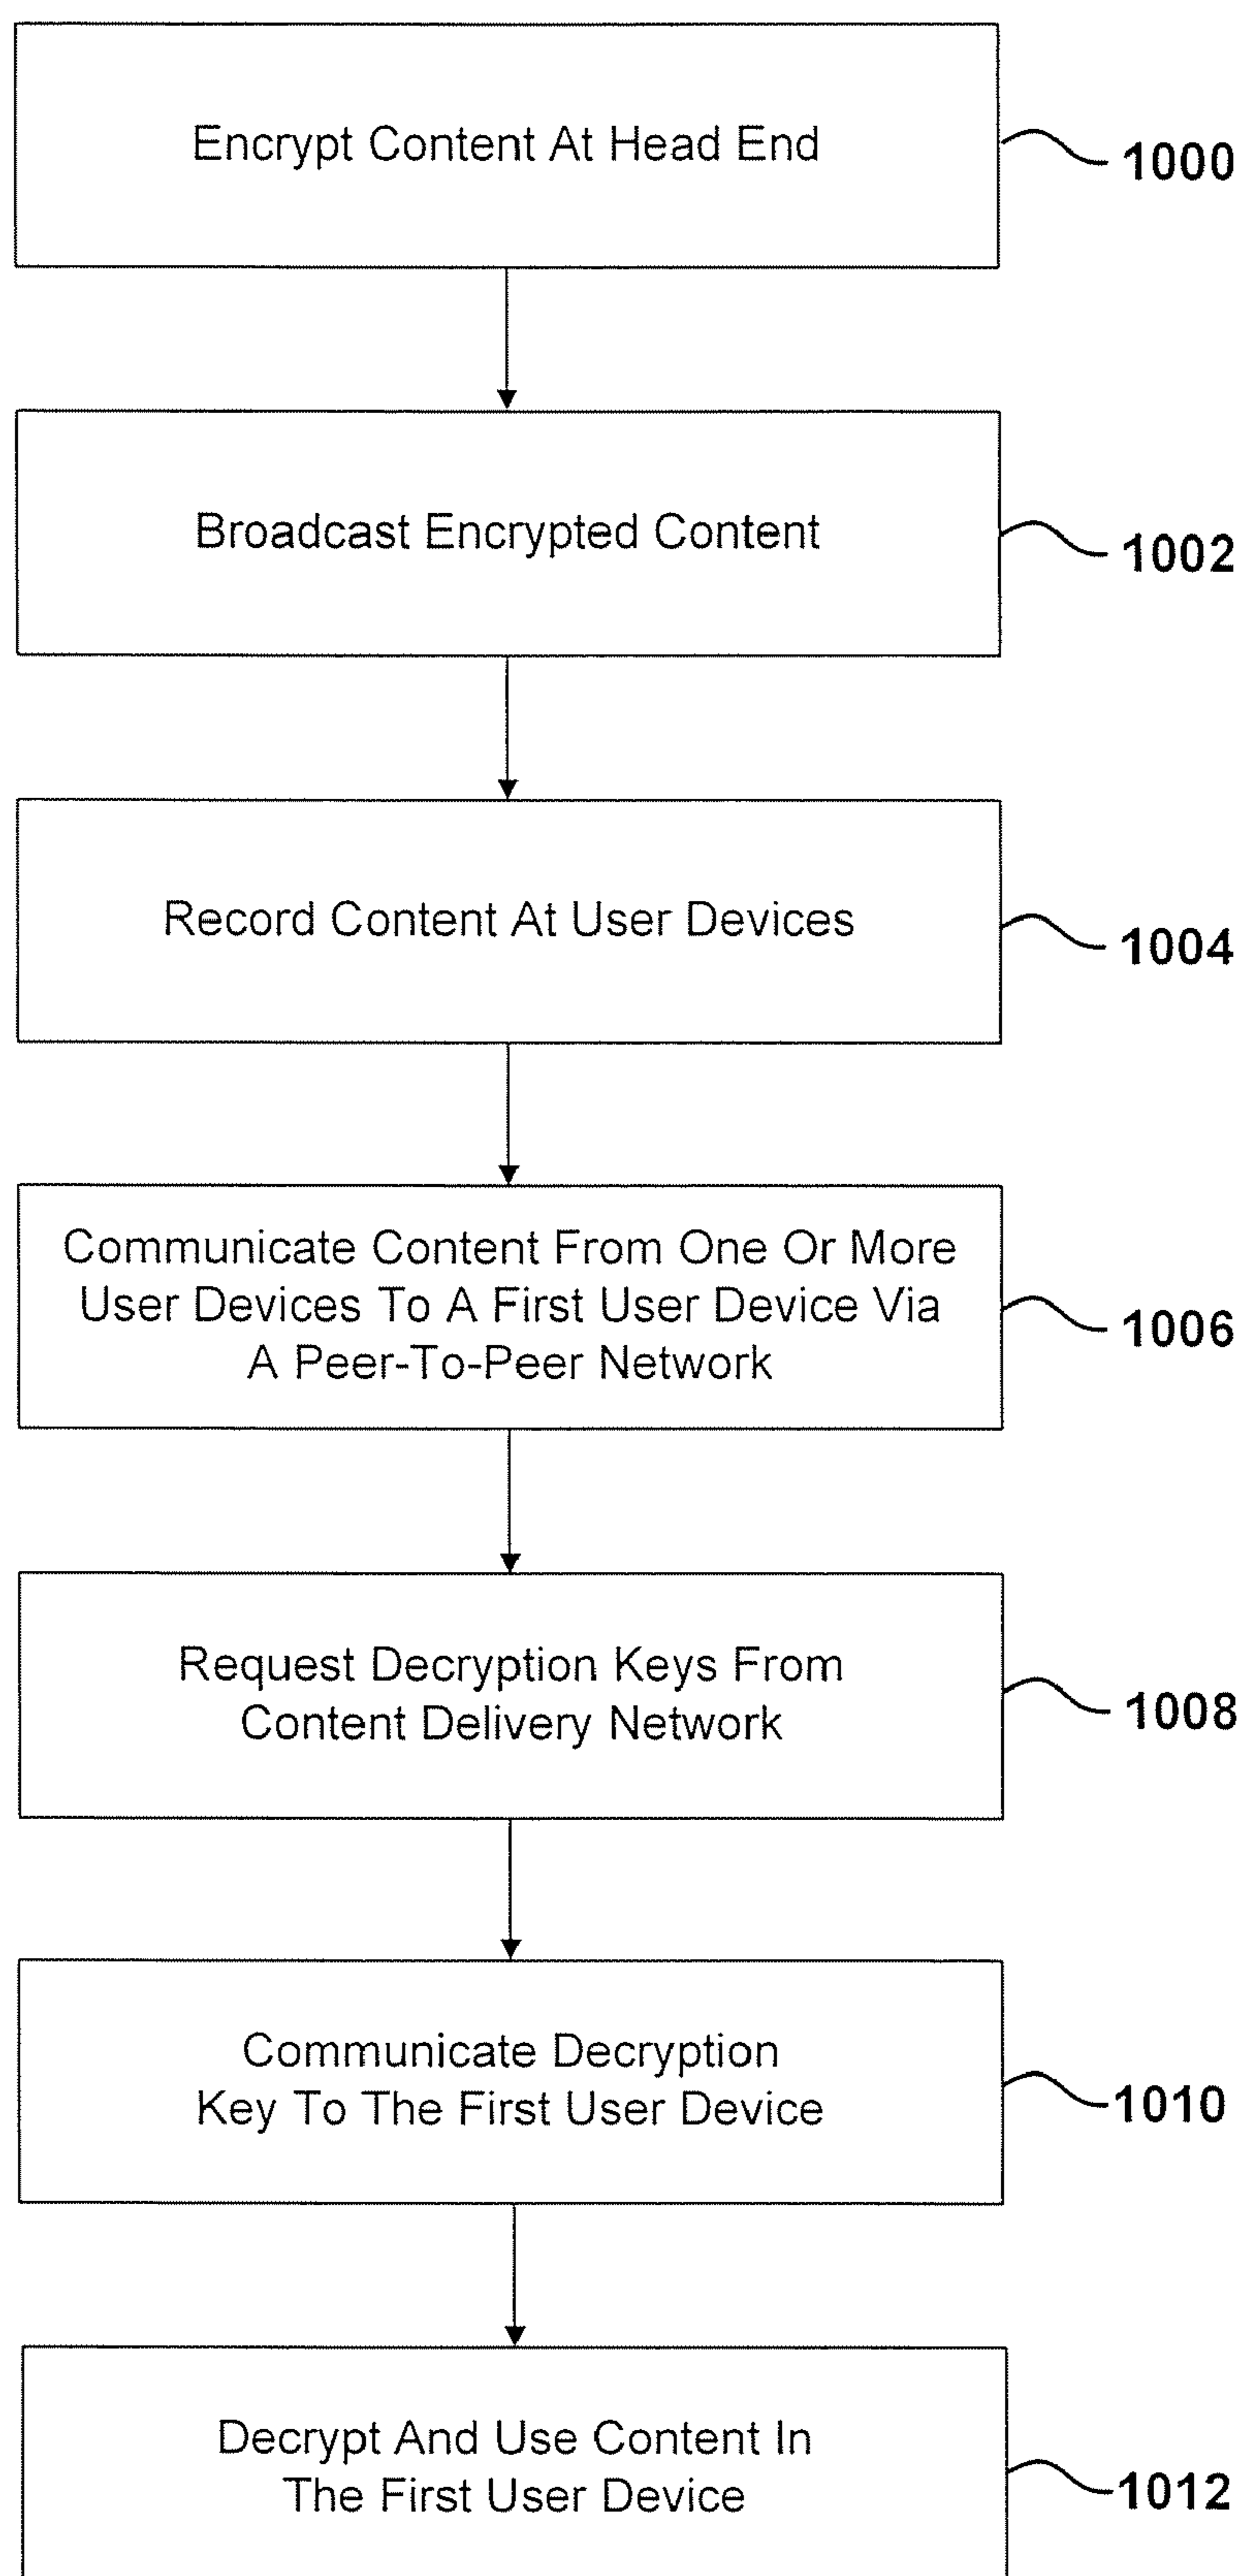 Encrypt Content At Head End
1000
Broadcast Encrypted Content
1002
Record Content At User Devices
1004
Communicate Content From One Or More
User Devices To A First User Device Via
A Peer-To-Peer Network
1006
Request Decryption Keys From
Content Delivery Network
1008
Communicate Decryption
Key To The First User Device
1010
Decrypt And Use Content In
The First User Device
1012